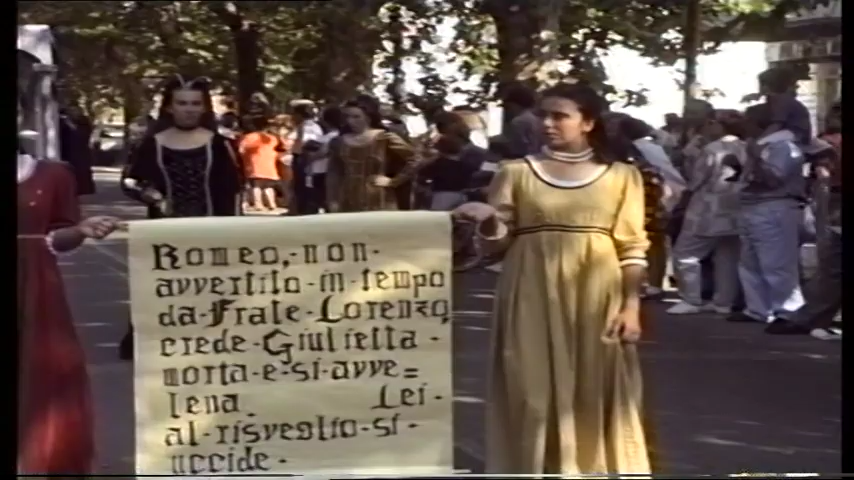 Romeo,-non-
avvertito-in-tempo
da-Frate-Lorenzo,
crede-Giulietta-
morta-e-si-avve=
lena. Lei-
al-risveglio-si-
uccide-